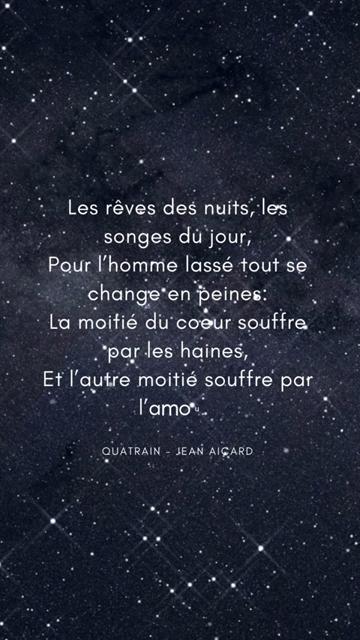 Les rêves des nuits, les
songes du jour,
Pour l'homme lassé tout se
change en peines:
La moitié du coeur souffre
par les haines,
Et l'autre moitié souffre par
QUATRAIN - JEAN AICARD